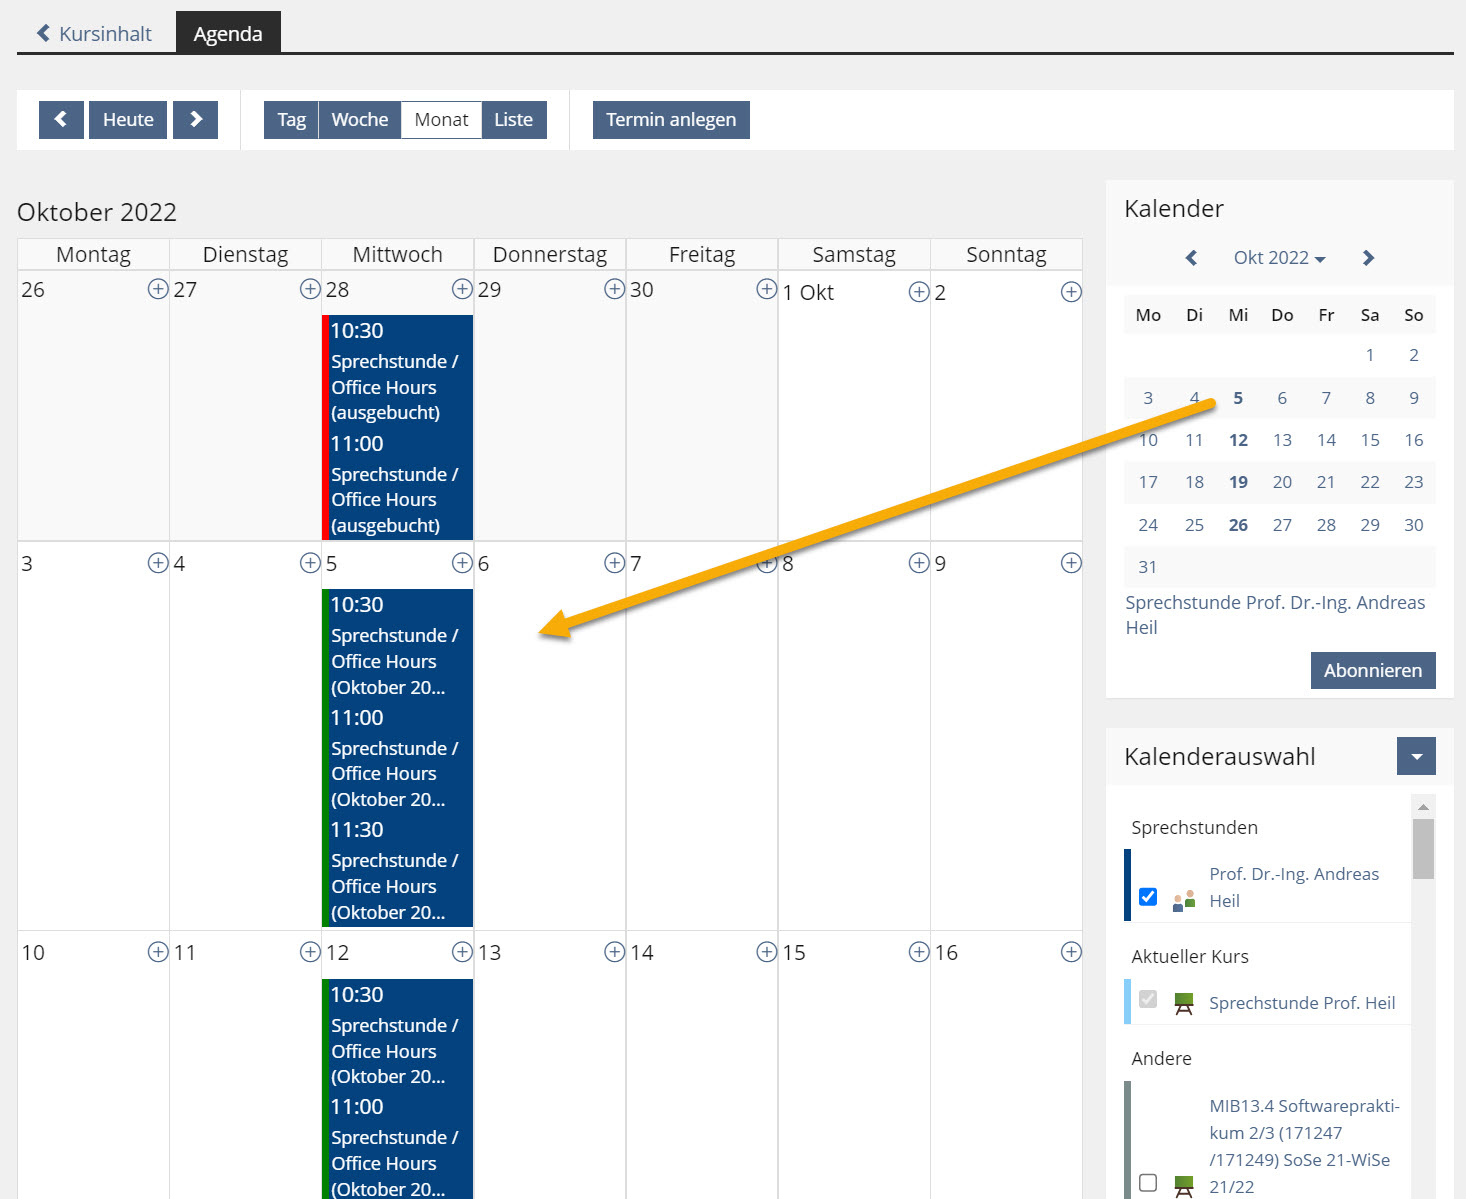 Kursinhalt
Agenda
Heute
Tag
Woche
Monat
Liste
Termin anlegen
Oktober 2022
Montag
Dienstag
Mittwoch
Donnerstag
Freitag
Samstag
Sonntag
26
27
28
29
30
1 Okt
2
10:30
Sprechstunde /
Office Hours
(ausgebucht)
11:00
Sprechstunde /
Office Hours
(ausgebucht)
3
4
5
6
7
8
9
10:30
Sprechstunde /
Office Hours
(Oktober 20...
11:00
Sprechstunde /
Office Hours
(Oktober 20...
11:30
Sprechstunde /
Office Hours
(Oktober 20...
10
11
12
13
14
15
16
10:30
Sprechstunde /
Office Hours
(Oktober 20...
11:00
Sprechstunde /
Office Hours
(Oktober 20...
Kalender
Okt 2022
Mo Di Mi Do Fr Sa So
1 2
3 4 5 6 7 8 9
10 11 12 13 14 15 16
17 18 19 20 21 22 23
24 25 26 27 28 29 30
31
Sprechstunde Prof. Dr.-Ing. Andreas
Heil
Abonnieren
Kalenderauswahl
Sprechstunden
Prof. Dr.-Ing. Andreas
Heil
Aktueller Kurs
Sprechstunde Prof. Heil
Andere
MIB13.4 Softwareprakti-
kum 2/3 (171247
/171249) SoSe 21-WiSe
21/22